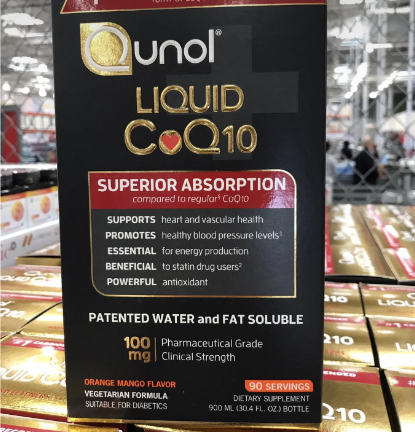 Qunol®
LIQUID
CoQ10
SUPERIOR ABSORPTION
compared to regular§ CoQ10
SUPPORTS heart and vascular health
PROMOTES healthy blood pressure levels¹
ESSENTIAL for energy production
BENEFICIAL to statin drug users²
POWERFUL antioxidant
PATENTED WATER and FAT SOLUBLE
100 mg
Pharmaceutical Grade
Clinical Strength
ORANGE MANGO FLAVOR
VEGETARIAN FORMULA
SUITABLE FOR DIABETICS
90 SERVINGS
DIETARY SUPPLEMENT
900 ML (30.4 FL. OZ.) BOTTLE
Q10
LIQUID